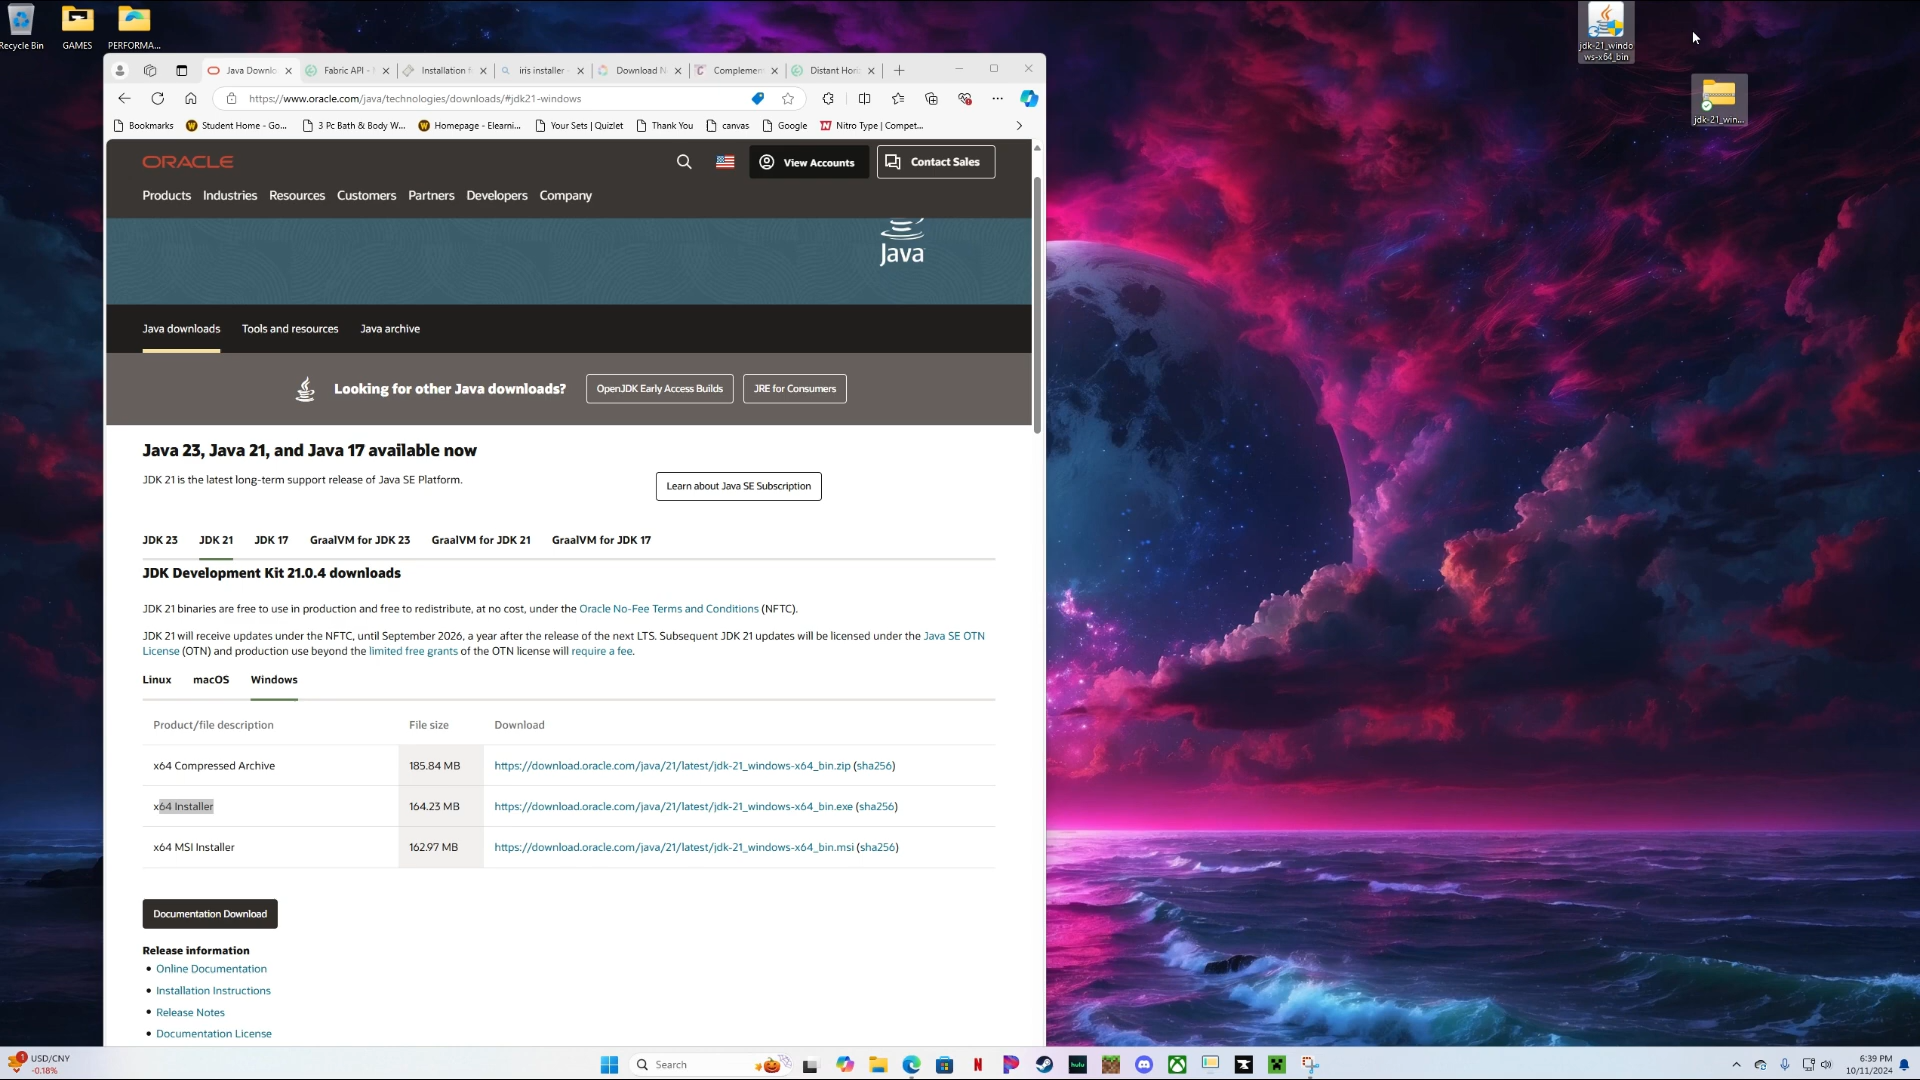 Recycle Bin
GAMES
PERFORMA...
jdk-21_windo
ws-x64_bin
jdk-21_win...
Java Downlo
Fabric API -
Installation f
iris installer -
Download N
Complemen
Distant Hori
https://www.oracle.com/java/technologies/downloads/#jdk21-windows
Bookmarks
Student Home - Go...
3 Pc Bath & Body W...
Homepage - Elearni...
Your Sets | Quizlet
Thank You
canvas
Google
Nitro Type | Compet...
ORACLE
View Accounts
Contact Sales
Products Industries Resources Customers Partners Developers Company
Java
Java downloads Tools and resources Java archive
Looking for other Java downloads?
OpenJDK Early Access Builds
JRE for Consumers
Java 23, Java 21, and Java 17 available now
JDK 21 is the latest long-term support release of Java SE Platform.
Learn about Java SE Subscription
JDK 23 JDK 21 JDK 17 GraalVM for JDK 23 GraalVM for JDK 21 GraalVM for JDK 17
JDK Development Kit 21.0.4 downloads
JDK 21 binaries are free to use in production and free to redistribute, at no cost, under the Oracle No-Fee Terms and Conditions (NFTC).
JDK 21 will receive updates under the NFTC, until September 2026, a year after the release of the next LTS. Subsequent JDK 21 updates will be licensed under the Java SE OTN
License (OTN) and production use beyond the limited free grants of the OTN license will require a fee.
Linux macOS Windows
Product/file description File size Download
x64 Compressed Archive 185.84 MB https://download.oracle.com/java/21/latest/jdk-21_windows-x64_bin.zip (sha256)
x64 Installer 164.23 MB https://download.oracle.com/java/21/latest/jdk-21_windows-x64_bin.exe (sha256)
x64 MSI Installer 162.97 MB https://download.oracle.com/java/21/latest/jdk-21_windows-x64_bin.msi (sha256)
Documentation Download
Release information
• Online Documentation
• Installation Instructions
• Release Notes
• Documentation License
1
USD/CNY
-0.18%
Search
hulu
6:39 PM
10/11/2024